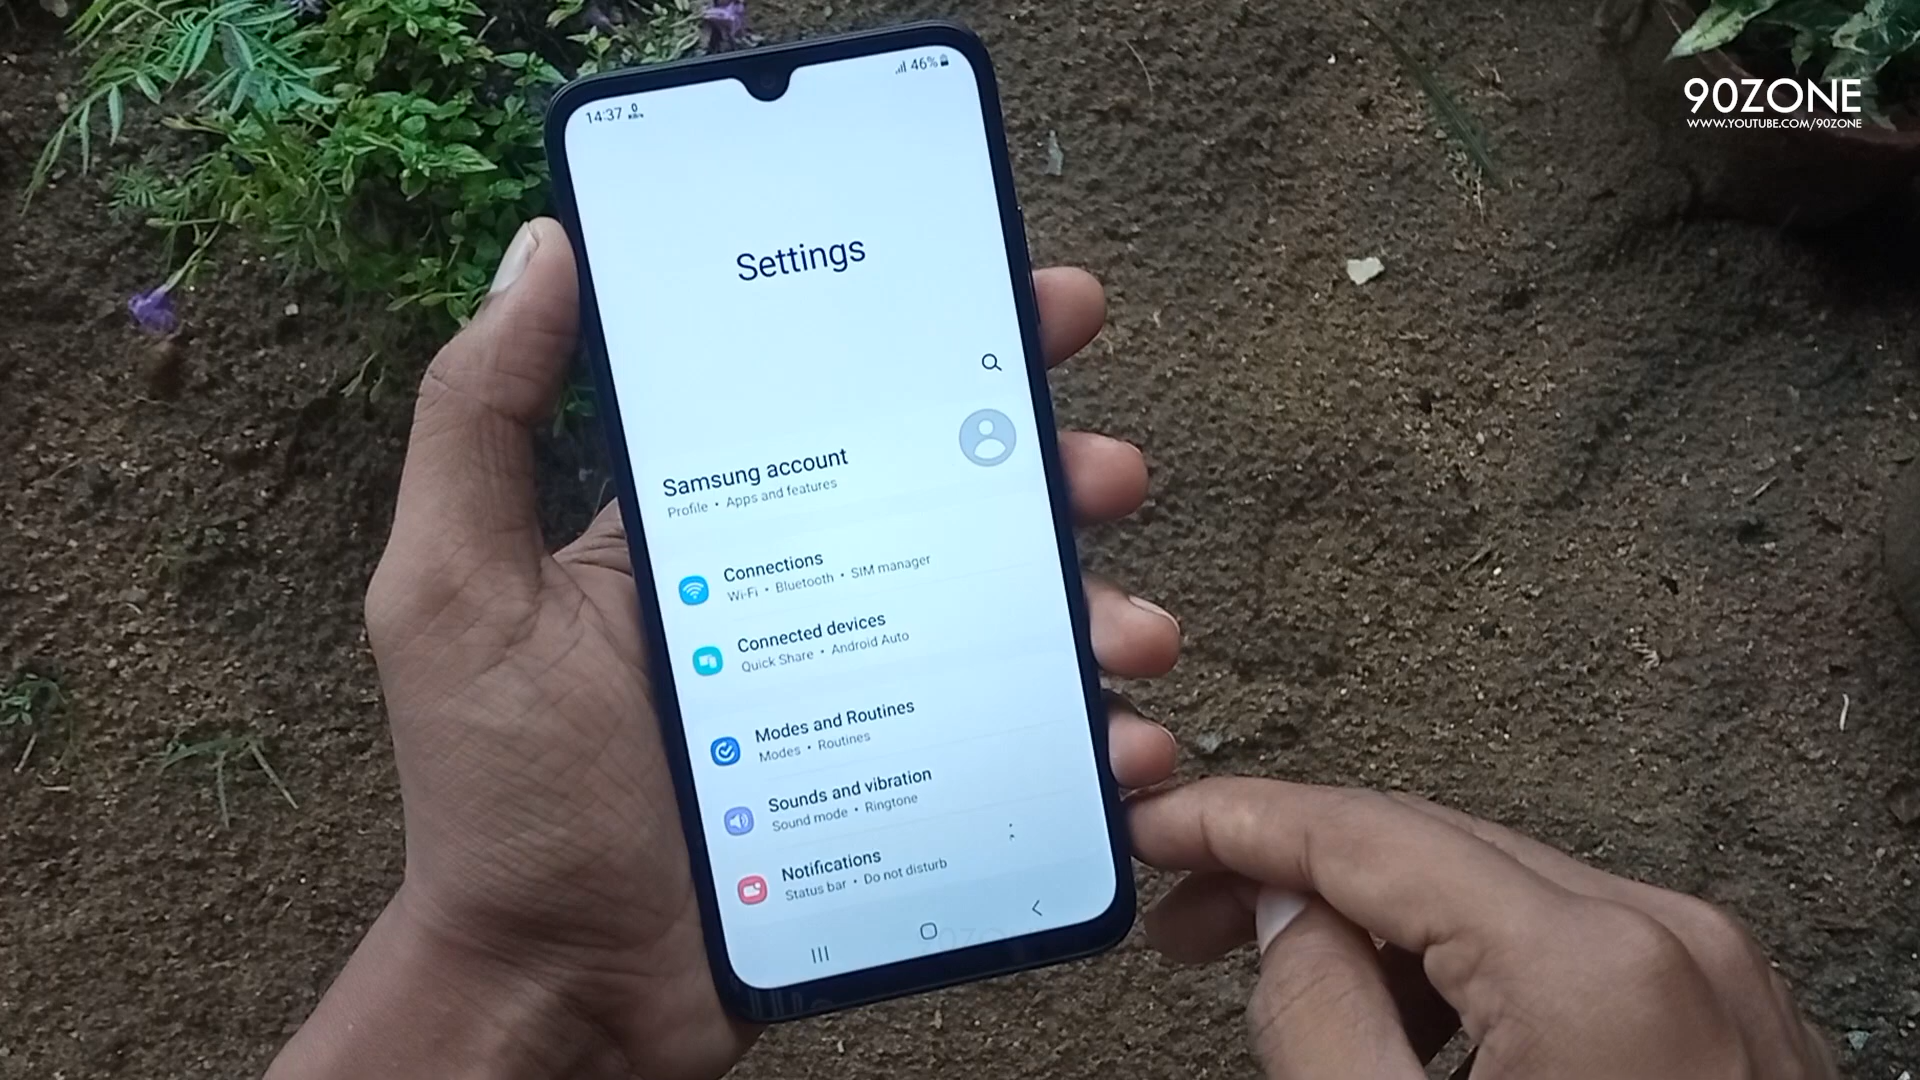 90ZONE
WWW.YOUTUBE.COM/90ZONE
14:37
46%
Settings
Samsung account
Profile • Apps and features
Connections
Wi-Fi • Bluetooth • SIM manager
Connected devices
Quick Share • Android Auto
Modes and Routines
Modes • Routines
Sounds and vibration
Sound mode • Ringtone
Notifications
Status bar • Do not disturb
90ZONE